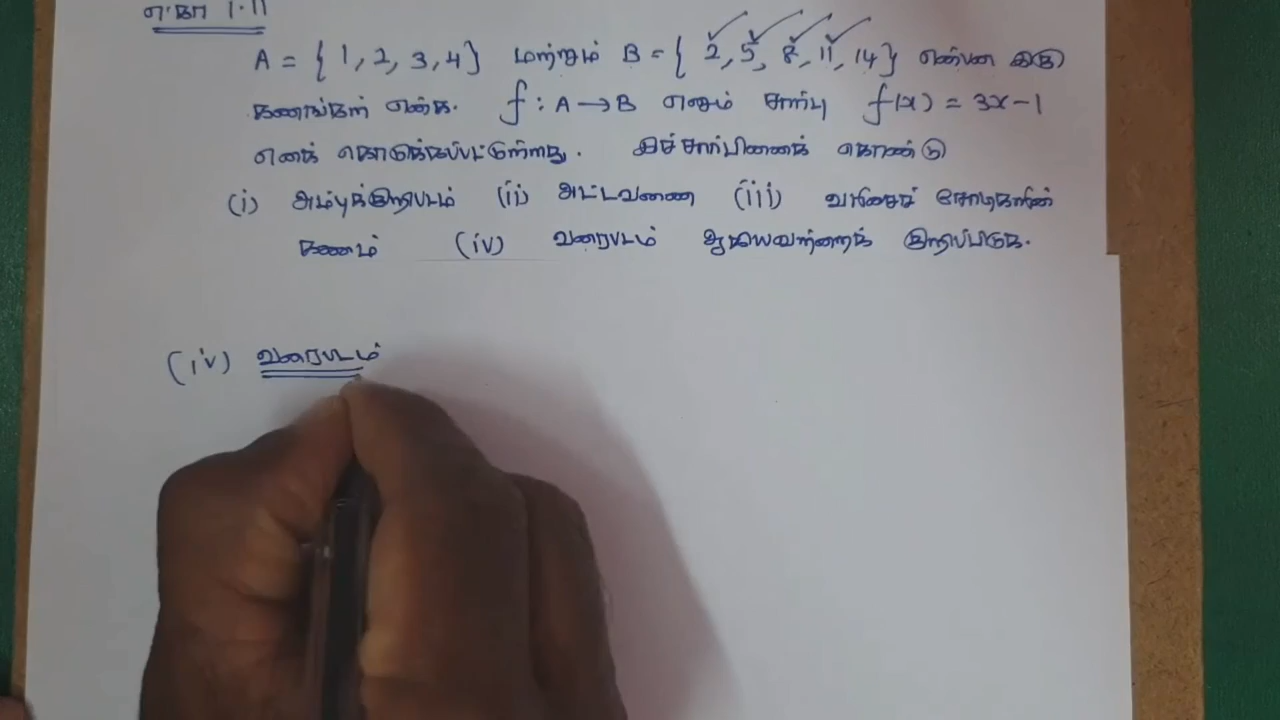 எ.கா 1.11
A = { 1, 2, 3, 4 } மற்றும் B = { 2, 5, 8, 11, 14 } என்பன இரு
கணங்கள் என்க. f : A → B எனும் சார்பு f(x) = 3x - 1
எனக் கொடுக்கப்பட்டுள்ளது. இச்சார்பினைக் கொண்டு
(i) அம்புக்குறிபடம் (ii) அட்டவணை (iii) வரிசைச் சோடிகளின்
கணம் (iv) வரைபடம் ஆகியவற்றைக் குறிப்பிடுக.
(iv) வரைபடம்